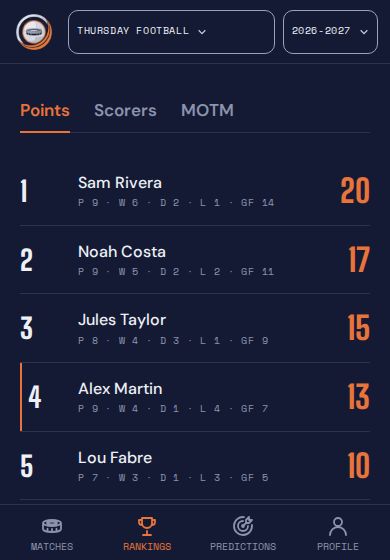 THURSDAY FOOTBALL
2026-2027
Points Scorers MOTM
1 Sam Rivera 20
P 9 · W 6 · D 2 · L 1 · GF 14
2 Noah Costa 17
P 9 · W 5 · D 2 · L 2 · GF 11
3 Jules Taylor 15
P 8 · W 4 · D 3 · L 1 · GF 9
4 Alex Martin 13
P 9 · W 4 · D 1 · L 4 · GF 7
5 Lou Fabre 10
P 7 · W 3 · D 1 · L 3 · GF 5
MATCHES RANKINGS PREDICTIONS PROFILE